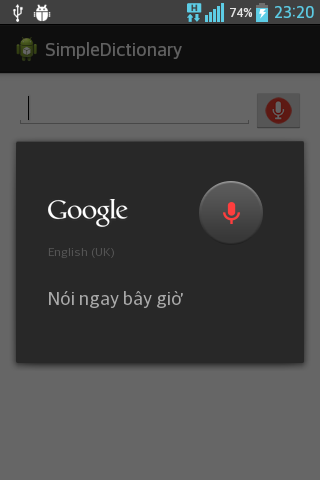 H
74%
23:20
SimpleDictionary
Google
English (UK)
Nói ngay bây giờ